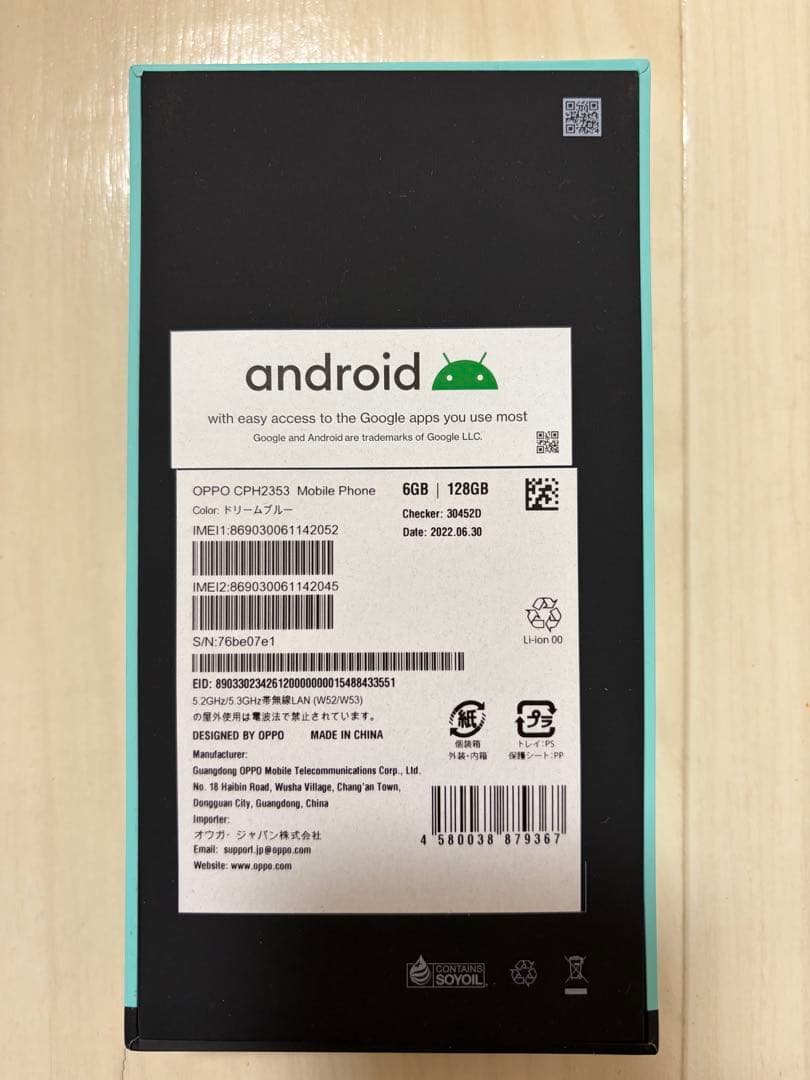 android
with easy access to the Google apps you use most
Google and Android are trademarks of Google LLC.
OPPO CPH2353 Mobile Phone
6GB | 128GB
Color: ドリームブルー
Checker: 30452D
IMEI1:869030061142052
Date: 2022.06.30
IMEI2:869030061142045
S/N:76be07e1
Li-ion 00
EID: 89033023426120000000015488433551
5.2GHz/5.3GHz帯無線LAN (W52/W53)
の屋外使用は電波法で禁止されています。
DESIGNED BY OPPO MADE IN CHINA
紙
個装箱
外装・内箱
プラ
トレイ:PS
保護シート:PP
Manufacturer:
Guangdong OPPO Mobile Telecommunications Corp., Ltd.
No. 18 Haibin Road, Wusha Village, Chang'an Town,
Dongguan City, Guangdong, China
Importer:
オウガ・ジャパン株式会社
Email: support.jp@oppo.com
Website: www.oppo.com
4 580038 879367
CONTAINS
SOYOIL